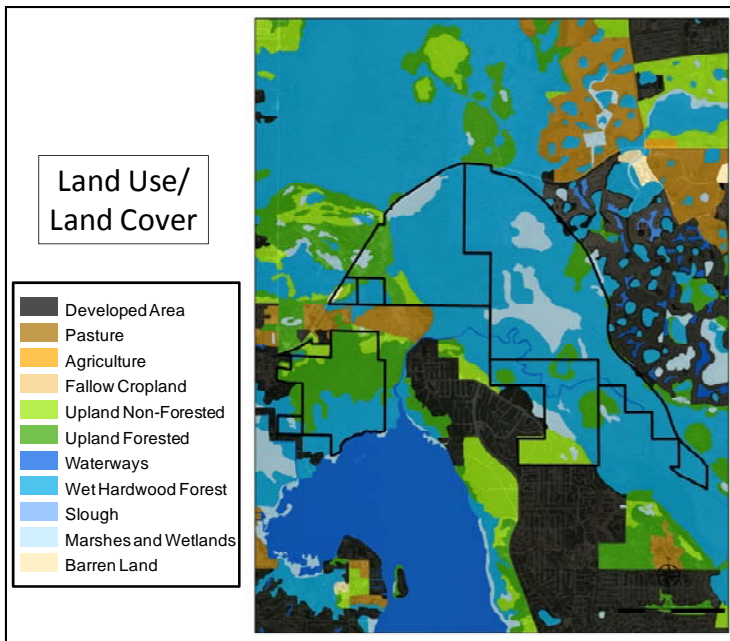 Land Use/
Land Cover
Developed Area
Pasture
Agriculture
Fallow Cropland
Upland Non-Forested
Upland Forested
Waterways
Wet Hardwood Forest
Slough
Marshes and Wetlands
Barren Land